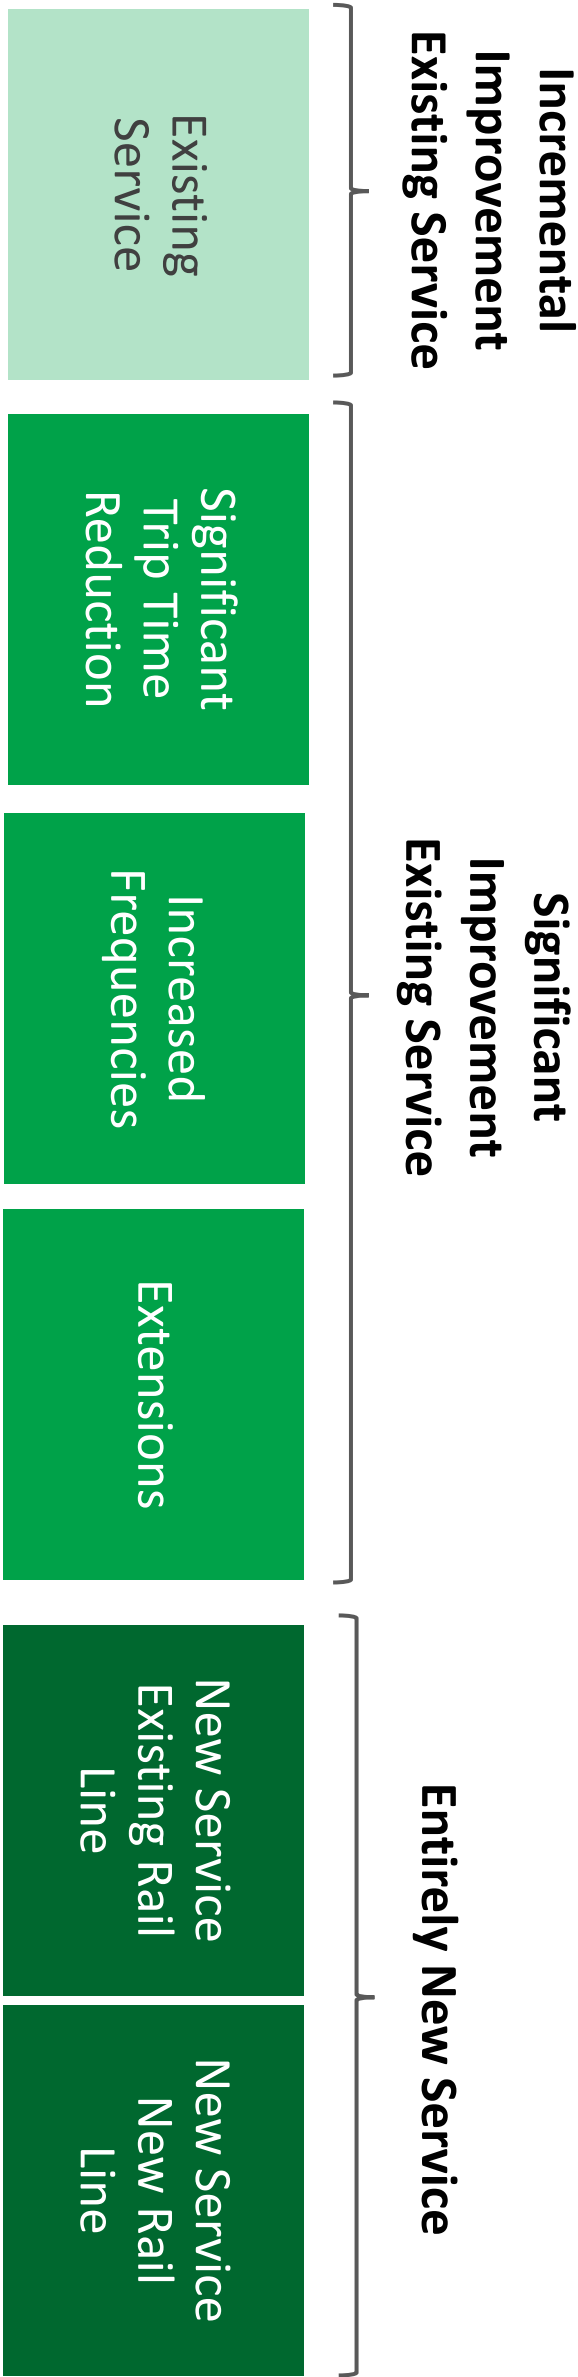 Incremental
Improvement
Existing Service
Significant
Improvement
Existing Service
Entirely New Service
Existing
Service
Significant
Trip Time
Reduction
Increased
Frequencies
Extensions
New Service
Existing Rail
Line
New Service
New Rail
Line